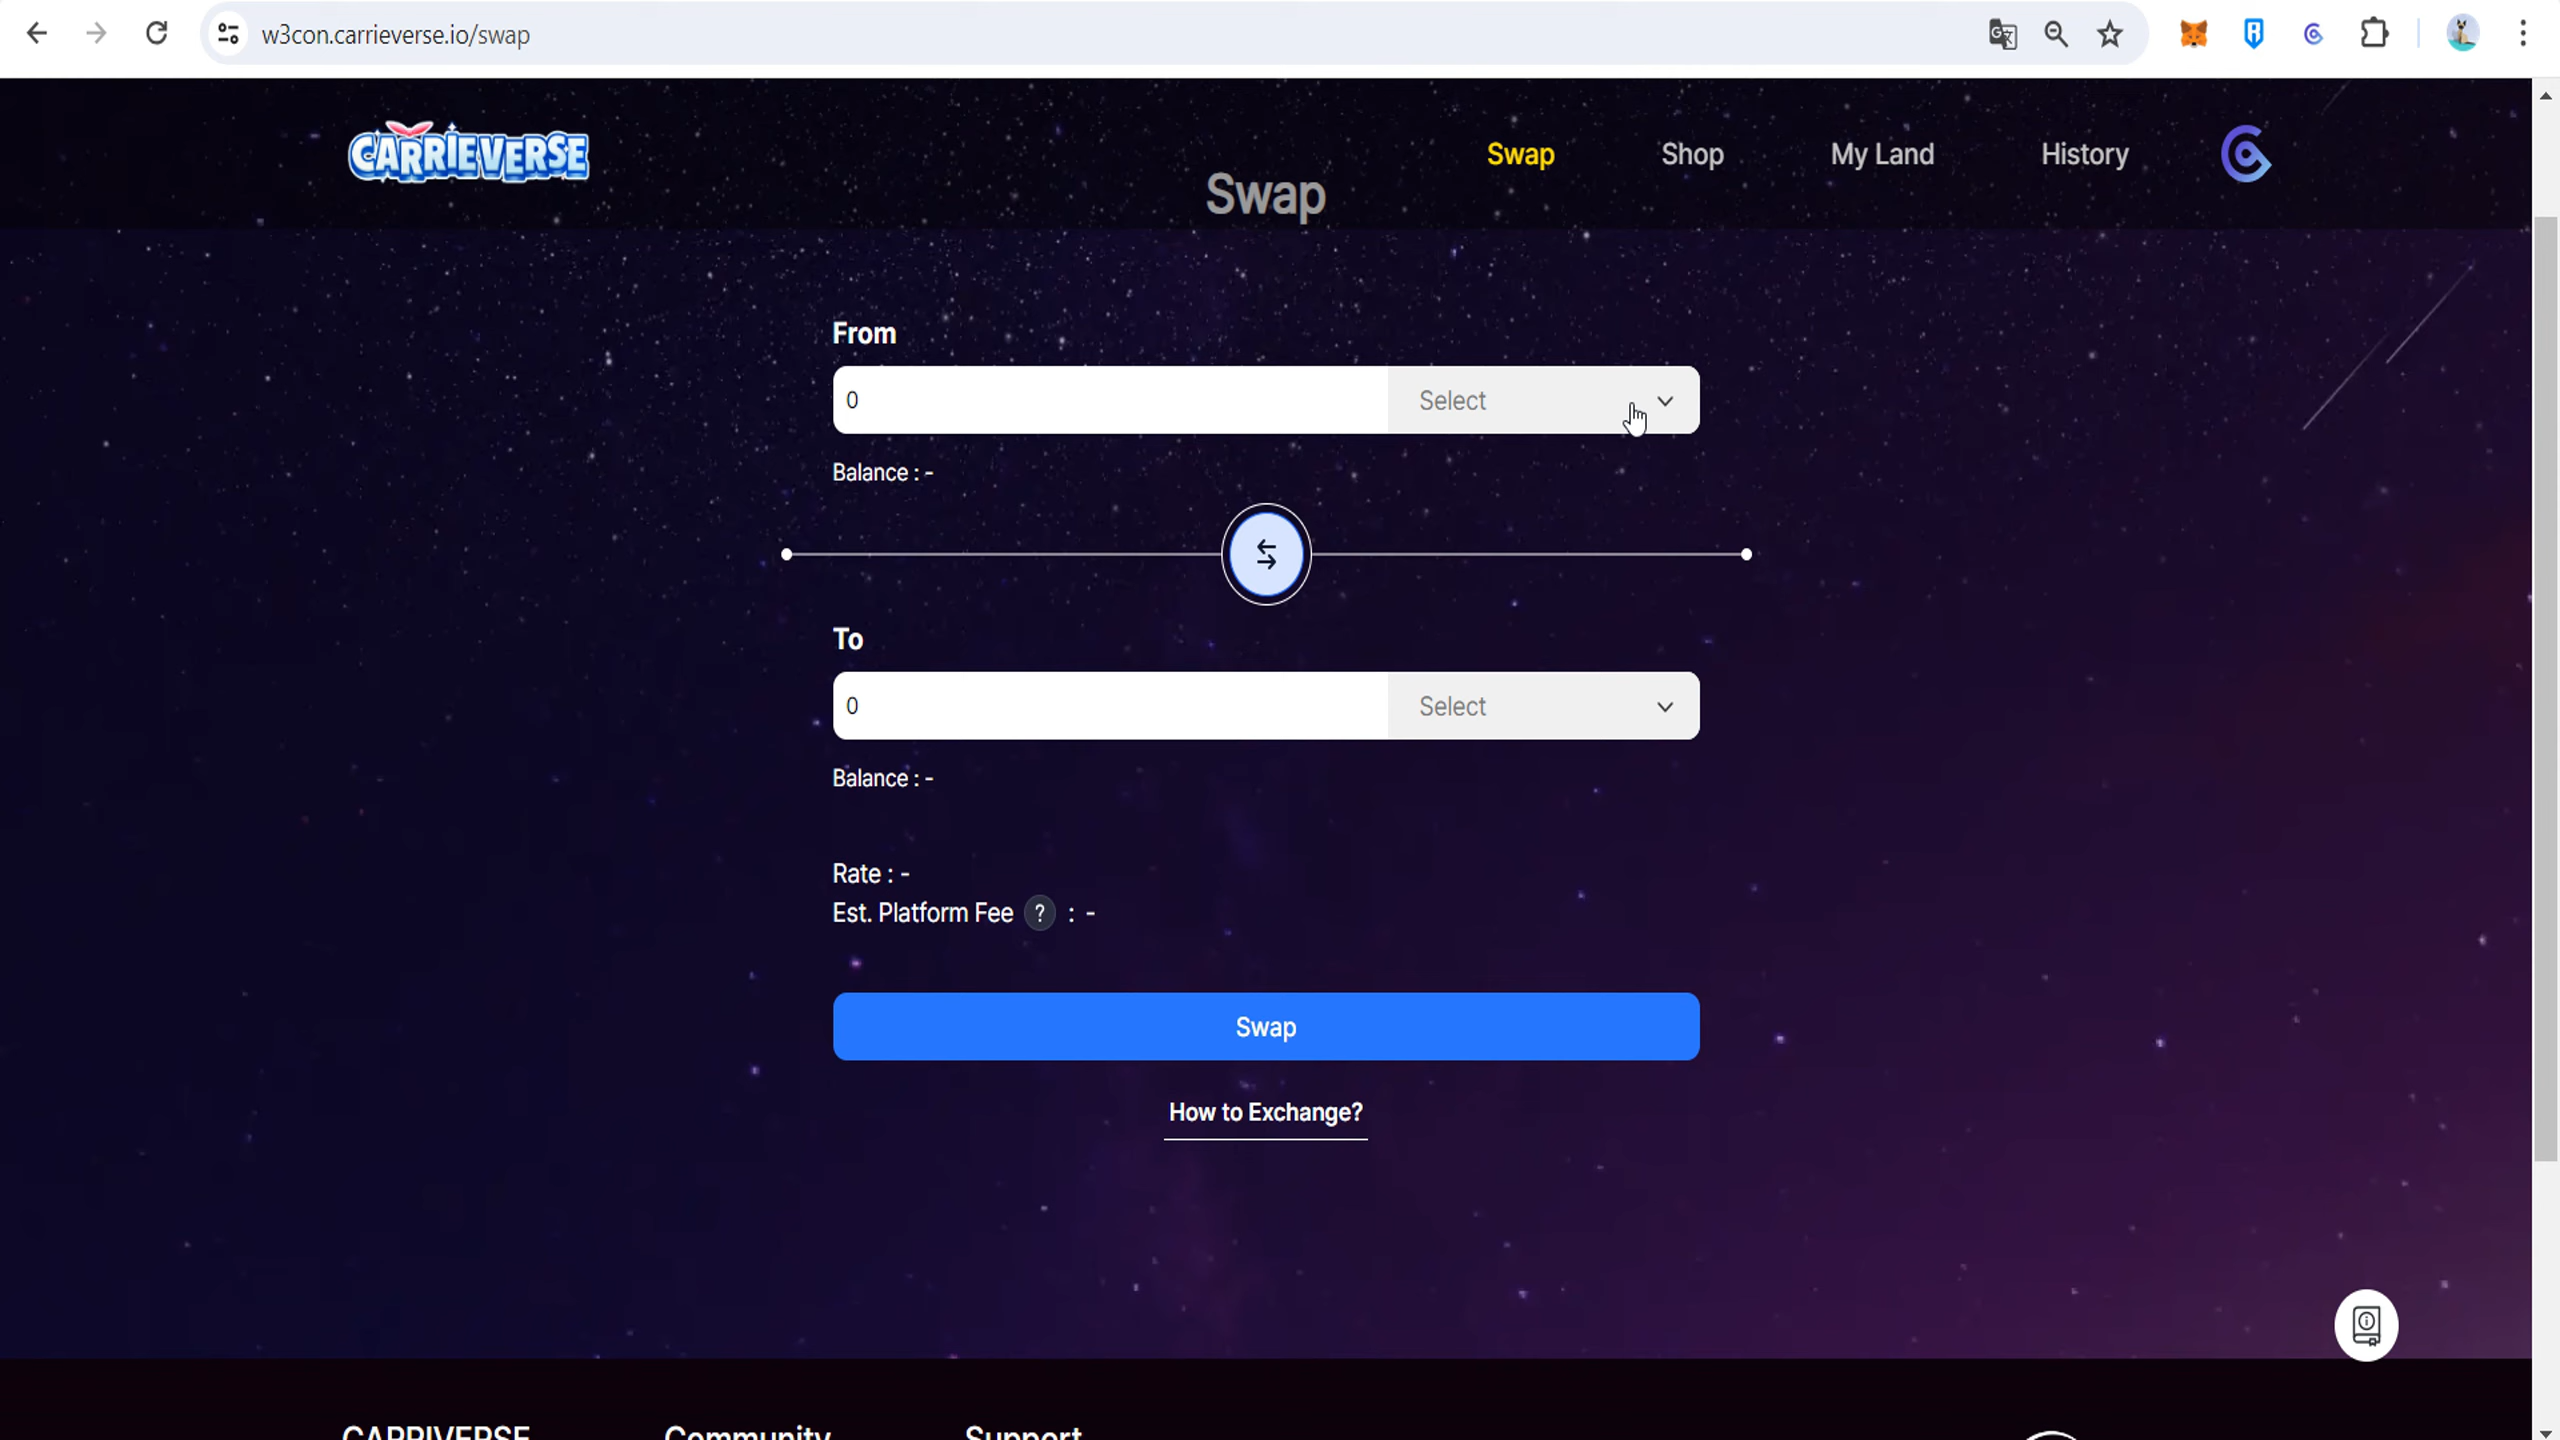 w3con.carrieverse.io/swap
CARRIEVERSE
Swap
Shop
My Land
History
Swap
From
0
Select
Balance : -
To
0
Select
Balance : -
Rate : -
Est. Platform Fee ? : -
Swap
How to Exchange?
CARRIVERSE
Community
Support